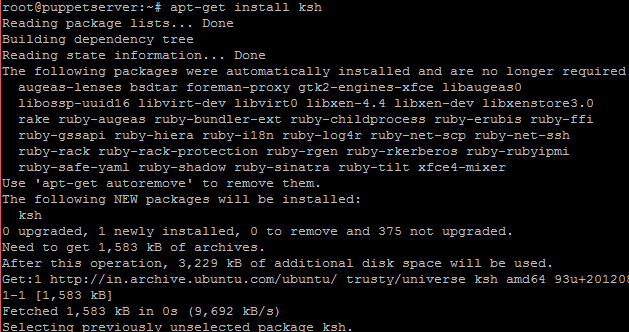 root@puppetserver:~# apt-get install ksh
Reading package lists... Done
Building dependency tree
Reading state information... Done
The following packages were automatically installed and are no longer required
  augeas-lenses bsdtar foreman-proxy gtk2-engines-xfce libaugeas0
  libossp-uuid16 libvirt-dev libvirt0 libxen-4.4 libxen-dev libxenstore3.0
  rake ruby-augeas ruby-bundler-ext ruby-childprocess ruby-erubis ruby-ffi
  ruby-gssapi ruby-hiera ruby-i18n ruby-log4r ruby-net-scp ruby-net-ssh
  ruby-rack ruby-rack-protection ruby-rgen ruby-rkerberos ruby-rubyipmi
  ruby-safe-yaml ruby-shadow ruby-sinatra ruby-tilt xfce4-mixer
Use 'apt-get autoremove' to remove them.
The following NEW packages will be installed:
  ksh
0 upgraded, 1 newly installed, 0 to remove and 375 not upgraded.
Need to get 1,583 kB of archives.
After this operation, 3,229 kB of additional disk space will be used.
Get:1 http://in.archive.ubuntu.com/ubuntu/ trusty/universe ksh amd64 93u+201208
1-1 [1,583 kB]
Fetched 1,583 kB in 0s (9,692 kB/s)
Selecting previously unselected package ksh.